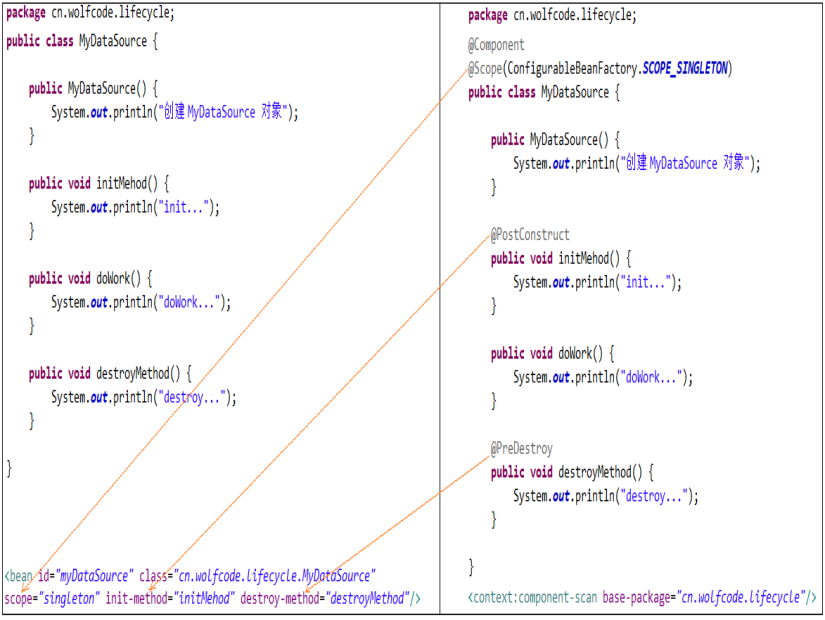 package cn.wolfcode.lifecycle;
public class MyDataSource {
public MyDataSource() {
System.out.println("创建 MyDataSource 对象");
}
public void initMehod() {
System.out.println("init...");
}
public void doWork() {
System.out.println("doWork...");
}
public void destroyMethod() {
System.out.println("destroy...");
}
}
<bean id="myDataSource" class="cn.wolfcode.lifecycle.MyDataSource"
scope="singleton" init-method="initMehod" destroy-method="destroyMethod"/>
package cn.wolfcode.lifecycle;
@Component
@Scope(ConfigurableBeanFactory.SCOPE_SINGLETON)
public class MyDataSource {
public MyDataSource() {
System.out.println("创建 MyDataSource 对象");
}
@PostConstruct
public void initMehod() {
System.out.println("init...");
}
public void doWork() {
System.out.println("doWork...");
}
@PreDestroy
public void destroyMethod() {
System.out.println("destroy...");
}
}
<context:component-scan base-package="cn.wolfcode.lifecycle"/>